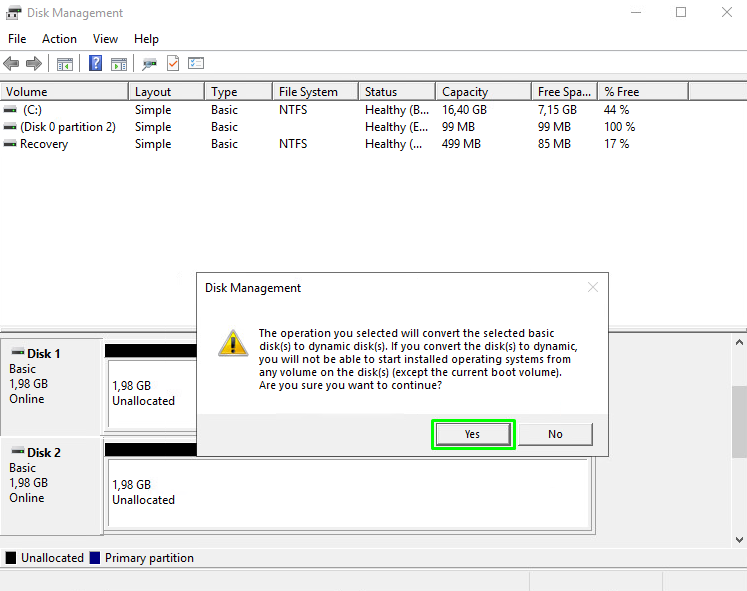 Disk Management
File Action View Help
Volume Layout Type File System Status Capacity Free Spa... % Free
(C:) Simple Basic NTFS Healthy (B... 16,40 GB 7,15 GB 44 %
(Disk 0 partition 2) Simple Basic Healthy (E... 99 MB 99 MB 100 %
Recovery Simple Basic NTFS Healthy (... 499 MB 85 MB 17 %
Disk Management
The operation you selected will convert the selected basic
disk(s) to dynamic disk(s). If you convert the disk(s) to dynamic,
you will not be able to start installed operating systems from
any volume on the disk(s) (except the current boot volume).
Are you sure you want to continue?
Yes No
Disk 1
Basic
1,98 GB
Online
1,98 GB
Unallocated
Disk 2
Basic
1,98 GB
Online
1,98 GB
Unallocated
Unallocated Primary partition